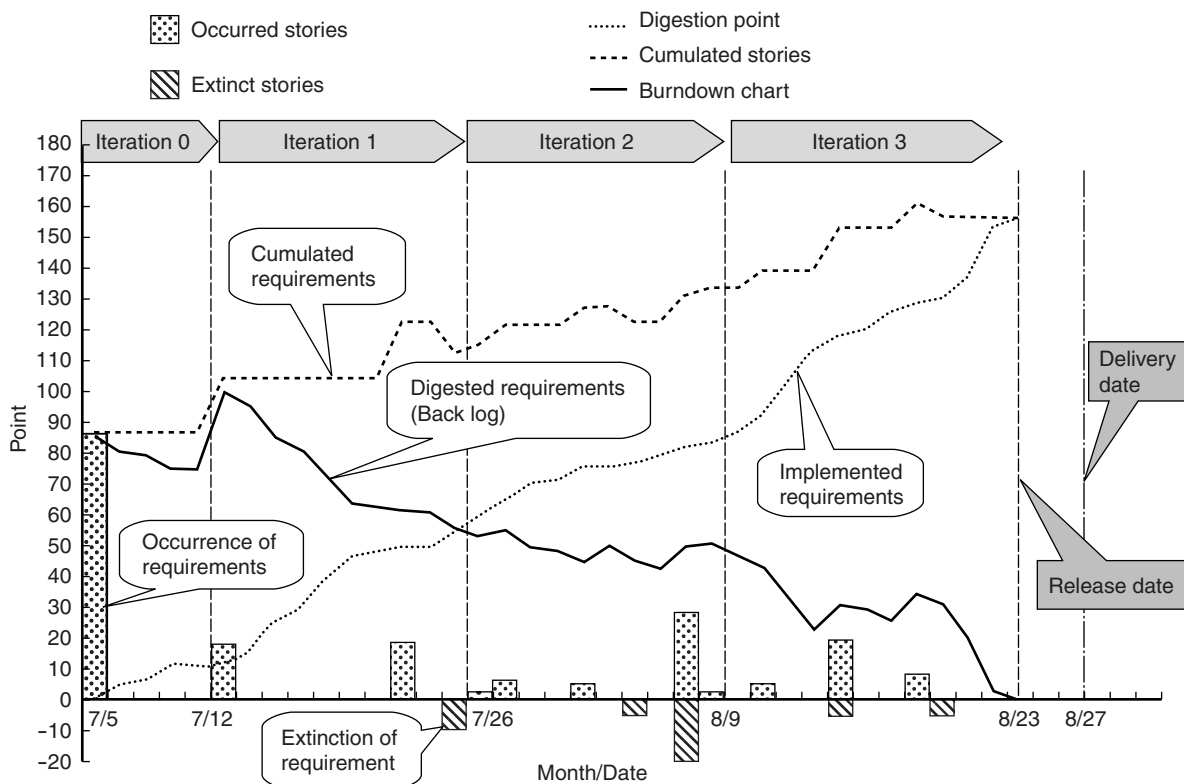 Occurred stories
Extinct stories
Digestion point
Cumulated stories
Burndown chart
Iteration 0
Iteration 1
Iteration 2
Iteration 3
180
170
160
150
140
130
120
110
100
90
80
70
60
50
40
30
20
10
0
–10
–20
Point
Cumulated
requirements
Digested requirements
(Back log)
Implemented
requirements
Delivery
date
Release date
Occurrence of
requirements
Extinction of
requirement
7/5
7/12
7/26
8/9
8/23
8/27
Month/Date